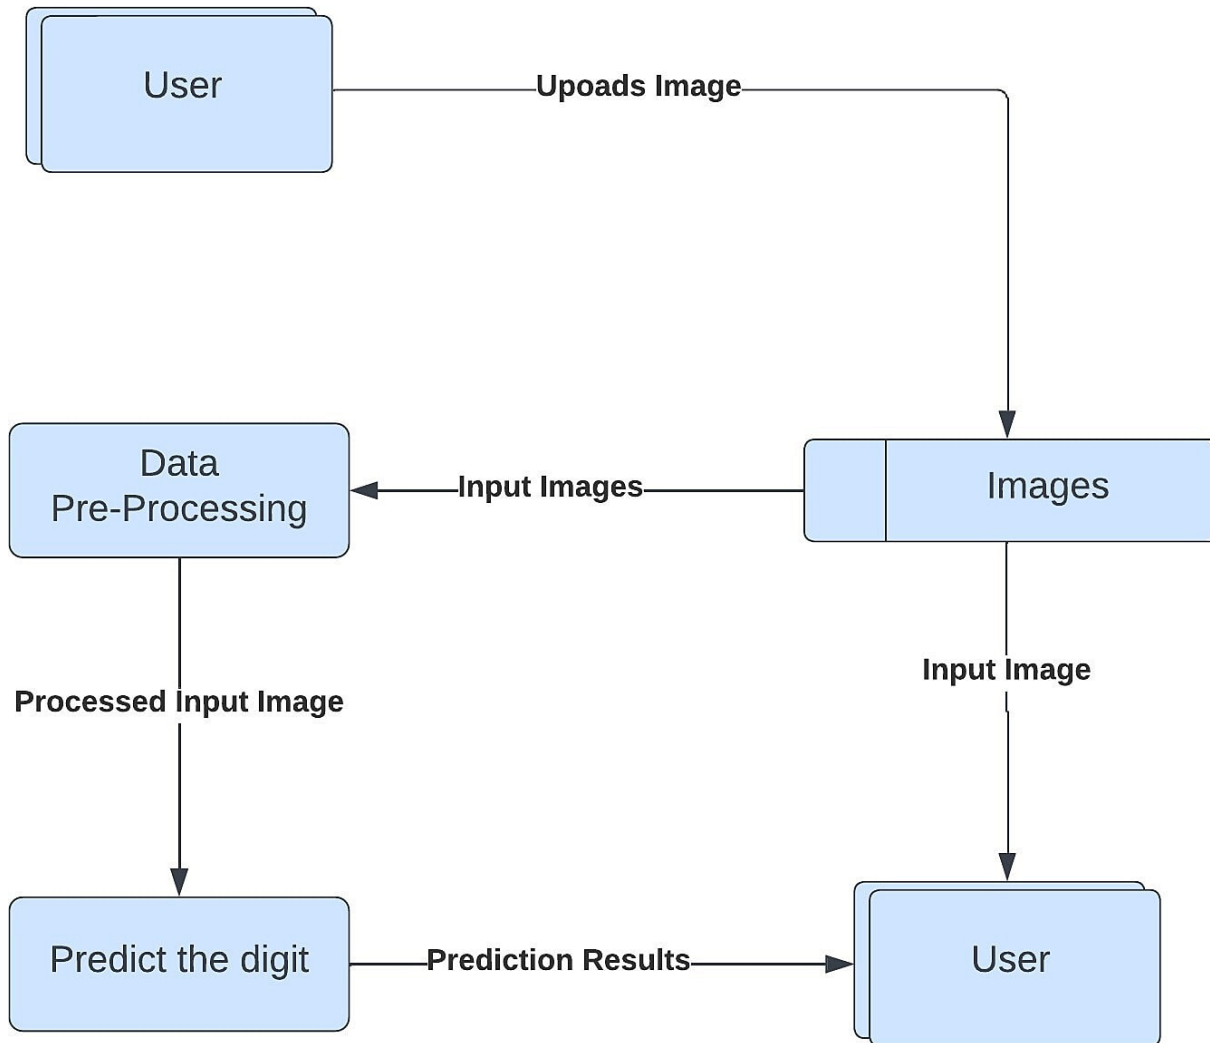 User
Upoads Image
Data
Pre-Processing
Input Images
Images
Processed Input Image
Input Image
Predict the digit
Prediction Results
User